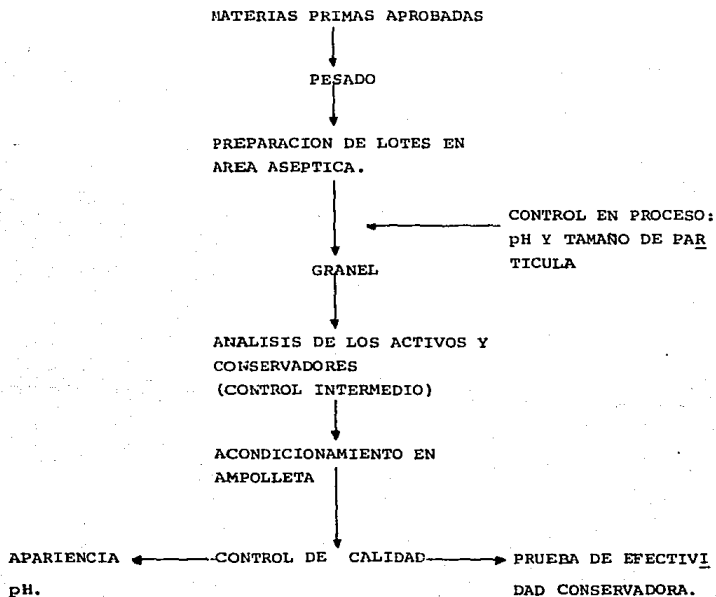 MATERIAS PRIMAS APROBADAS
PESADO
PREPARACION DE LOTES EN
AREA ASEPTICA.
CONTROL EN PROCESO:
pH Y TAMAÑO DE PAR
TICULA
GRANEL
ANALISIS DE LOS ACTIVOS Y
CONSERVADORES
(CONTROL INTERMEDIO)
ACONDICIONAMIENTO EN
AMPOLLETA
APARIENCIA
pH.
CONTROL DE CALIDAD
PRUEBA DE EFECTIVI
DAD CONSERVADORA.